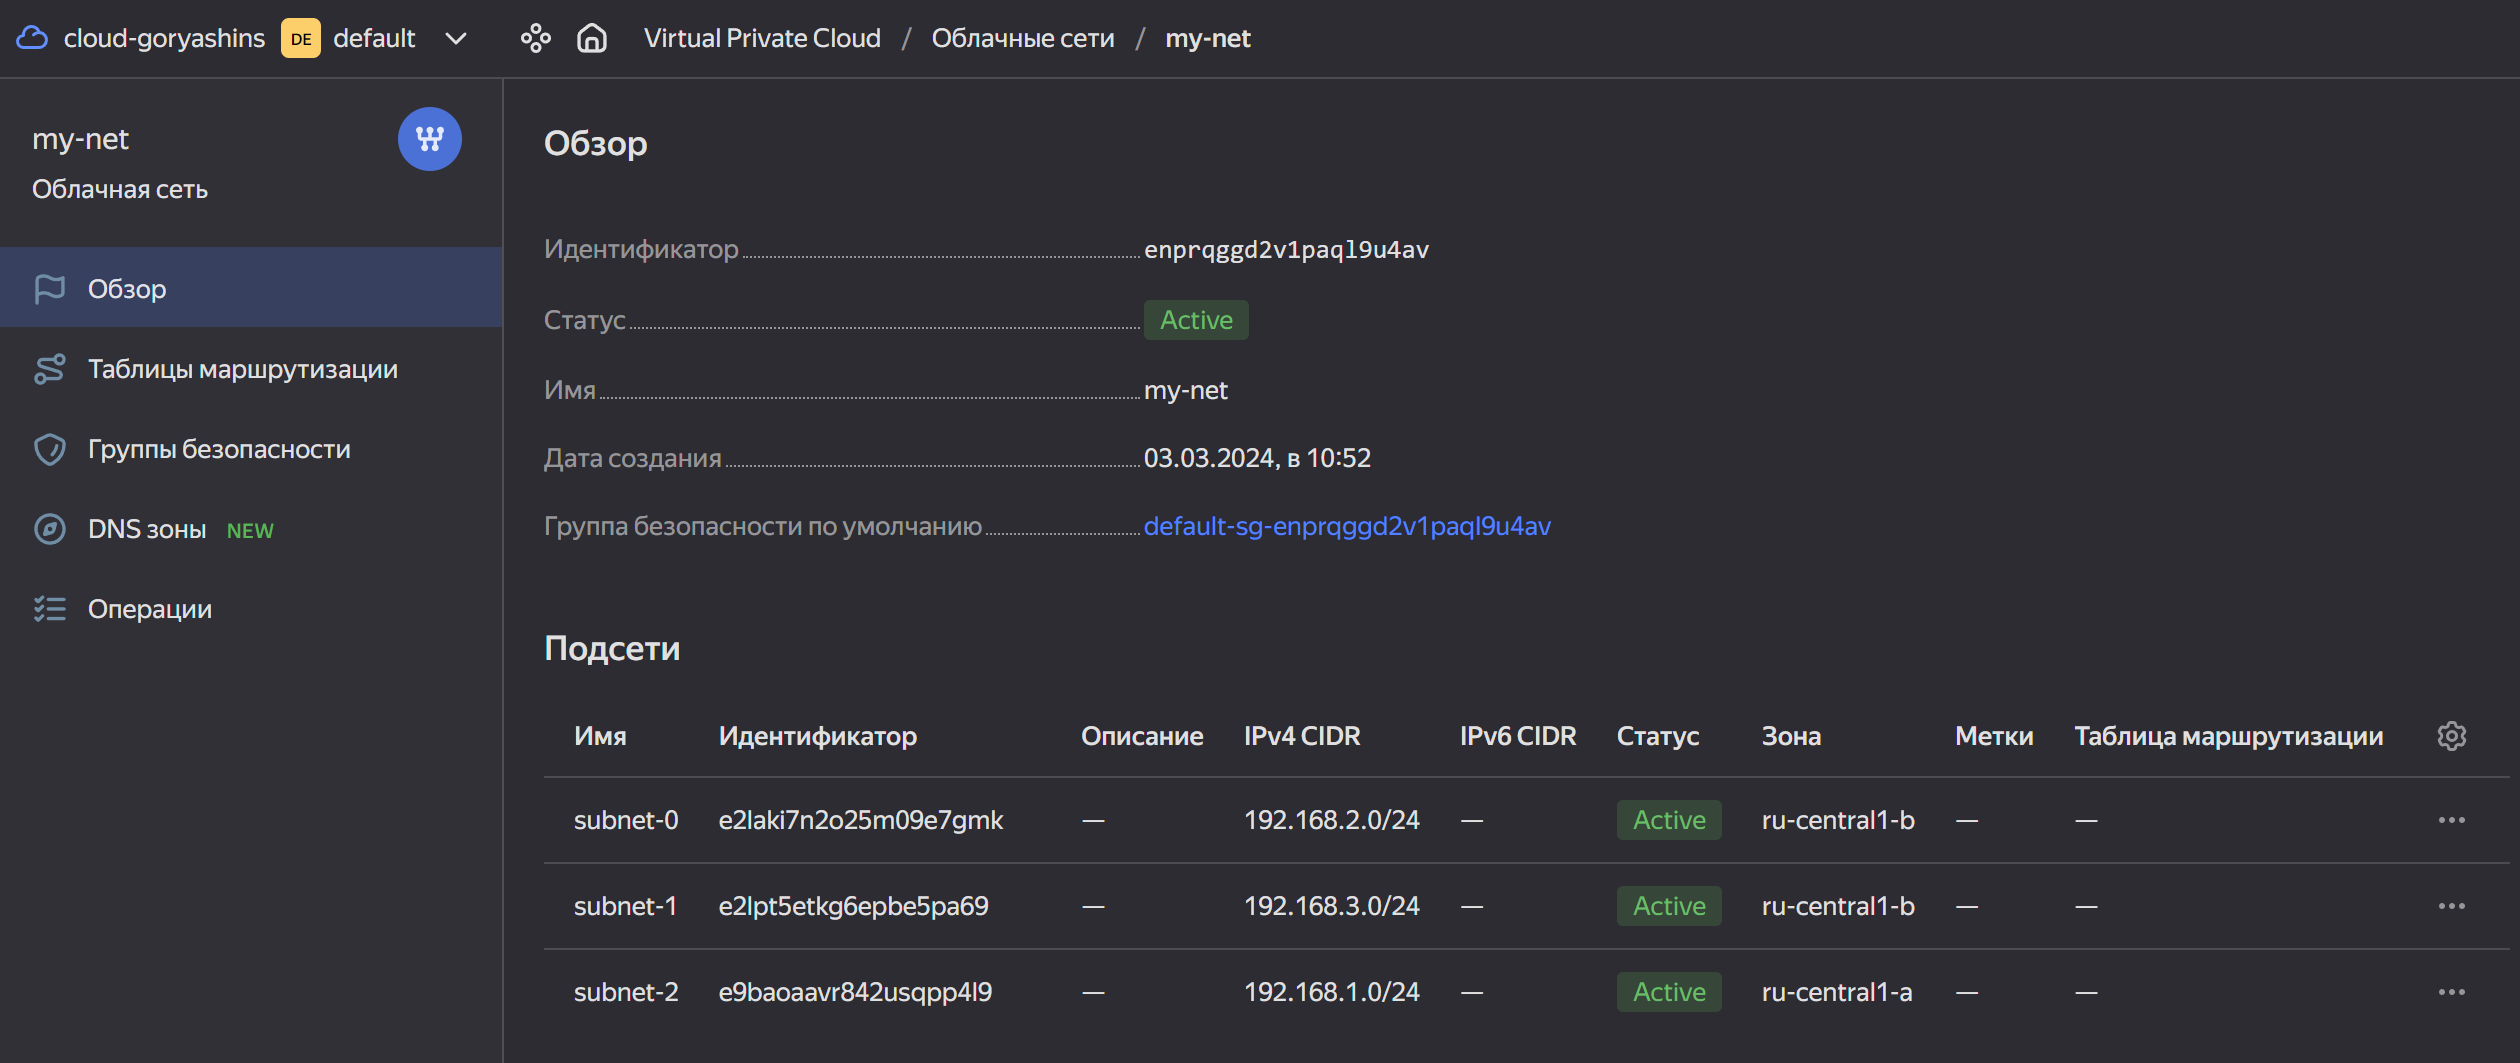 cloud-goryashins DE default Virtual Private Cloud / Облачные сети / my-net
my-net
Облачная сеть
Обзор
Таблицы маршрутизации
Группы безопасности
DNS зоны NEW
Операции
Обзор
Идентификатор enprqggd2v1paql9u4av
Статус Active
Имя my-net
Дата создания 03.03.2024, в 10:52
Группа безопасности по умолчанию default-sg-enprqggd2v1paql9u4av
Подсети
Имя Идентификатор Описание IPv4 CIDR IPv6 CIDR Статус Зона Метки Таблица маршрутизации
subnet-0 e2laki7n2o25m09e7gmk — 192.168.2.0/24 — Active ru-central1-b — —
subnet-1 e2lpt5etkg6epbe5pa69 — 192.168.3.0/24 — Active ru-central1-b — —
subnet-2 e9baoaavr842usqpp4l9 — 192.168.1.0/24 — Active ru-central1-a — —